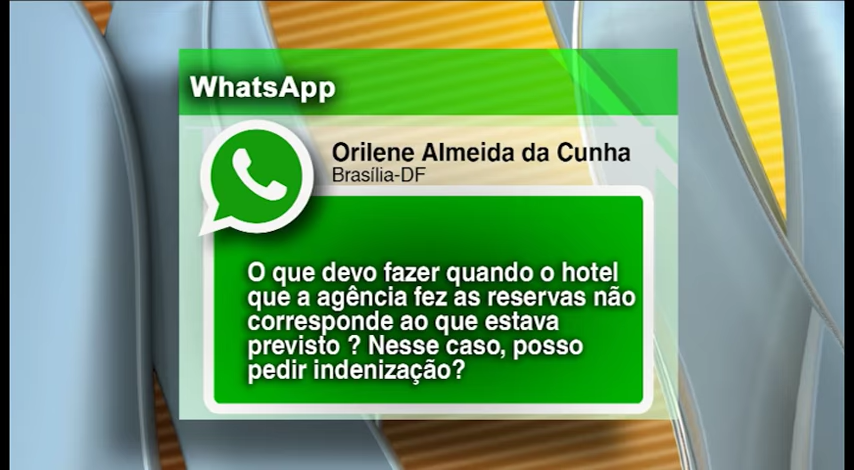 WhatsApp
Orilene Almeida da Cunha
Brasília-DF
O que devo fazer quando o hotel
que a agência fez as reservas não
corresponde ao que estava
previsto ? Nesse caso, posso
pedir indenização?